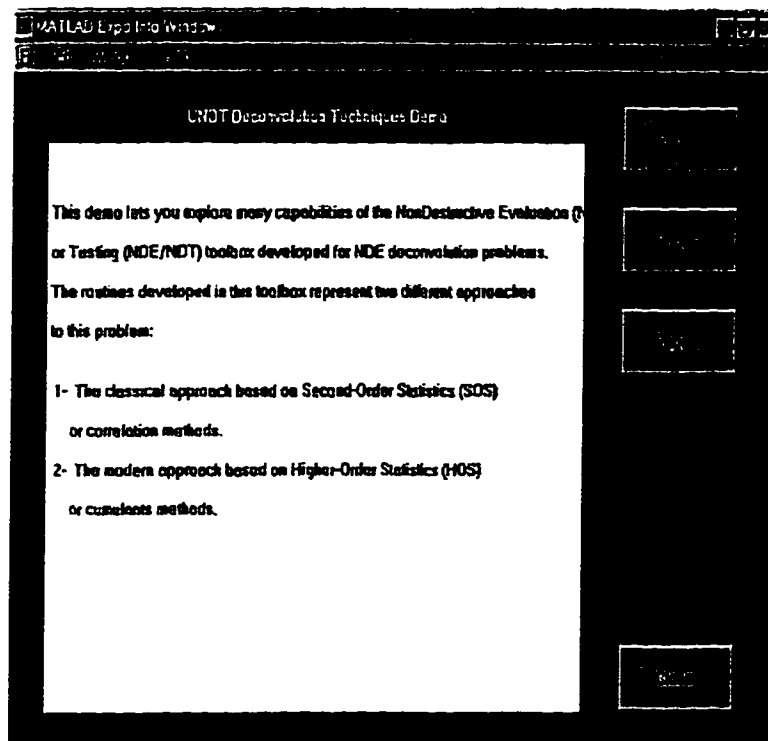 MATLAB Expo Info Window
UNDT Deconvolution Techniques Demo
This demo lets you explore many capabilities of the NonDestructive Evaluation (N
or Testing (NDE/NDT) toolbox developed for NDE deconvolution problems.
The routines developed in this toolbox represent two different approaches
to this problem:
1- The classical approach based on Second-Order Statistics (SOS)
or correlation methods.
2- The modern approach based on Higher-Order Statistics (HOS)
or cumulants methods.